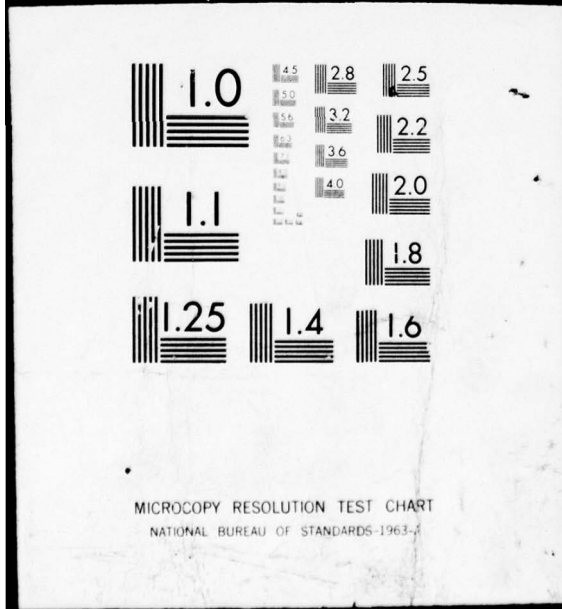 1.0 4.5 2.8 2.5
5.0
5.6 3.2 2.2
6.3 3.6
1.1 4.0 2.0
1.8
1.25 1.4 1.6
MICROCOPY RESOLUTION TEST CHART
NATIONAL BUREAU OF STANDARDS-1963-